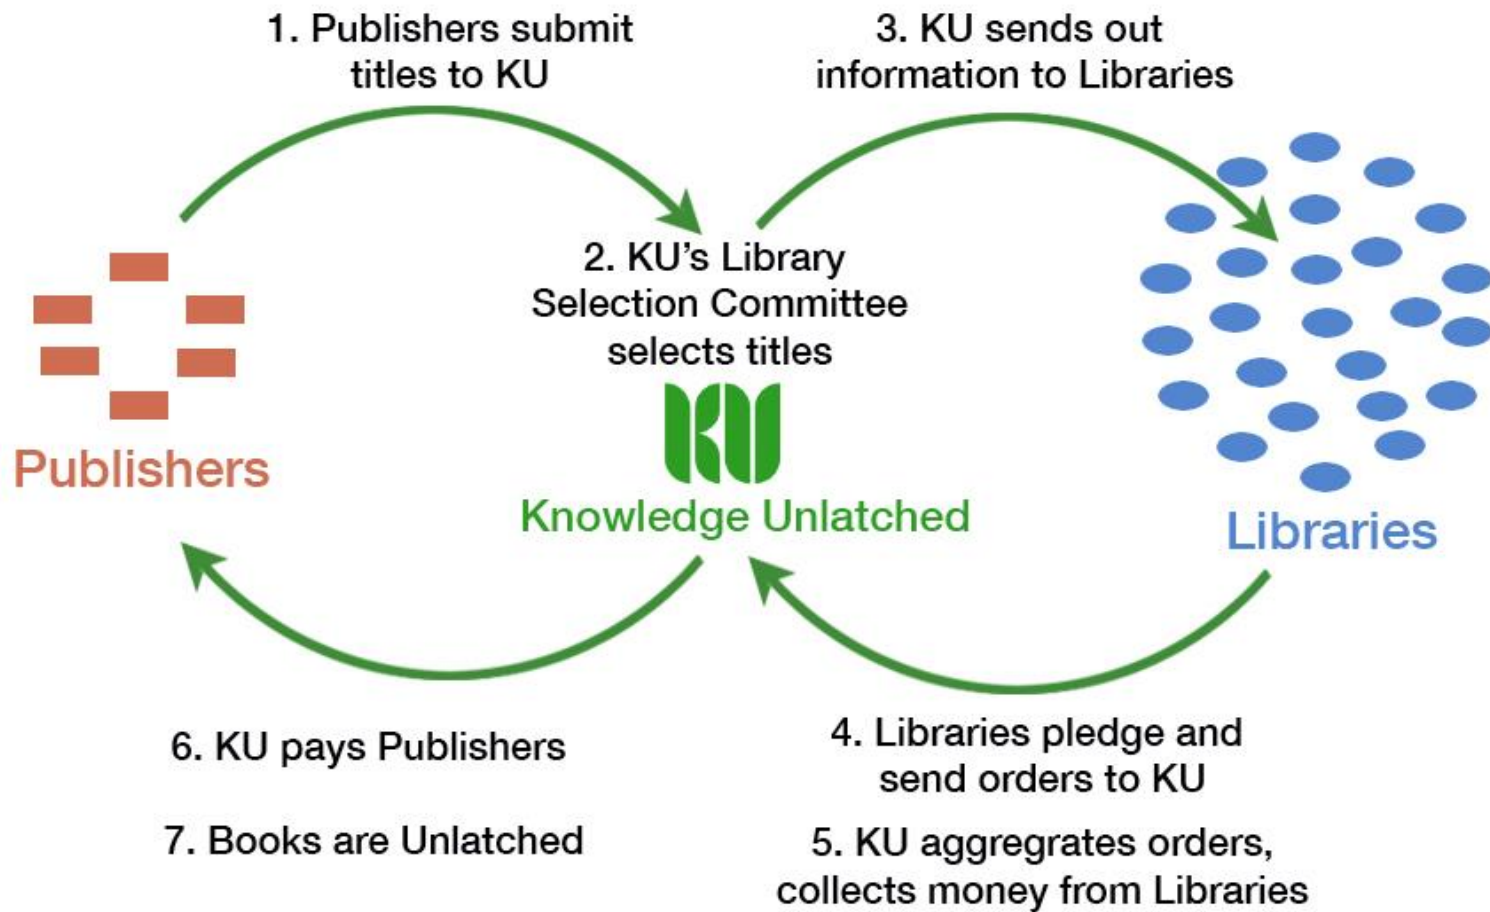 1. Publishers submit
titles to KU
3. KU sends out
information to Libraries
2. KU's Library
Selection Committee
selects titles
KU
Knowledge Unlatched
Publishers
Libraries
6. KU pays Publishers
7. Books are Unlatched
4. Libraries pledge and
send orders to KU
5. KU aggregrates orders,
collects money from Libraries